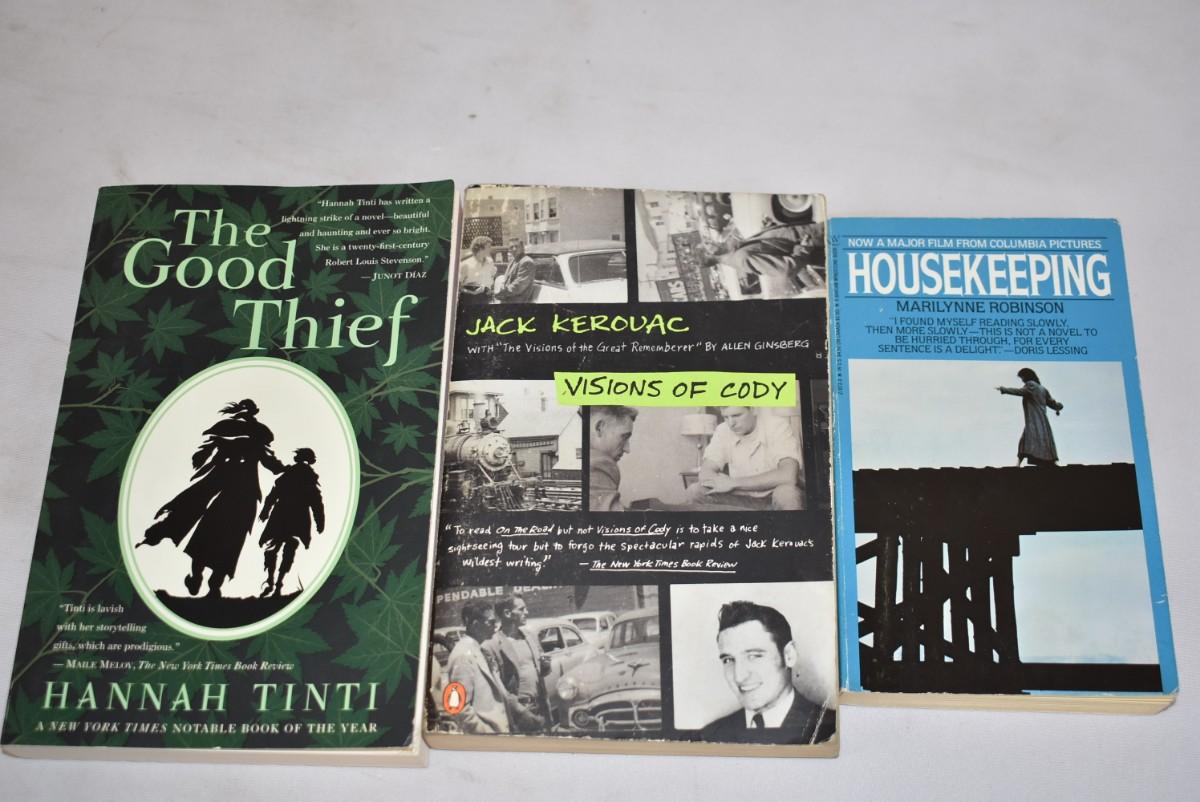 The
Good
Thief
"Hannah Tinti has written a
lightning strike of a novel—beautiful
and haunting and ever so bright.
She is a twenty-first-century
Robert Louis Stevenson."
— JUNOT DÍAZ
"Tinti is lavish
with her storytelling
gifts, which are prodigious."
— MAILE MELOY, The New York Times Book Review
HANNAH TINTI
A NEW YORK TIMES NOTABLE BOOK OF THE YEAR
JACK KEROUAC
WITH "The Visions of the Great Rememberer" BY ALLEN GINSBERG
VISIONS OF CODY
"To read On the Road but not Visions of Cody is to take a nice
sightseeing tour but to forgo the spectacular rapids of Jack Kerouac's
wildest writing." — The New York Times Book Review
PENDABLE DEAL
NOW A MAJOR FILM FROM COLUMBIA PICTURES
HOUSEKEEPING
MARILYNNE ROBINSON
"I FOUND MYSELF READING SLOWLY,
THEN MORE SLOWLY—THIS IS NOT A NOVEL TO
BE HURRIED THROUGH, FOR EVERY
SENTENCE IS A DELIGHT." —DORIS LESSING